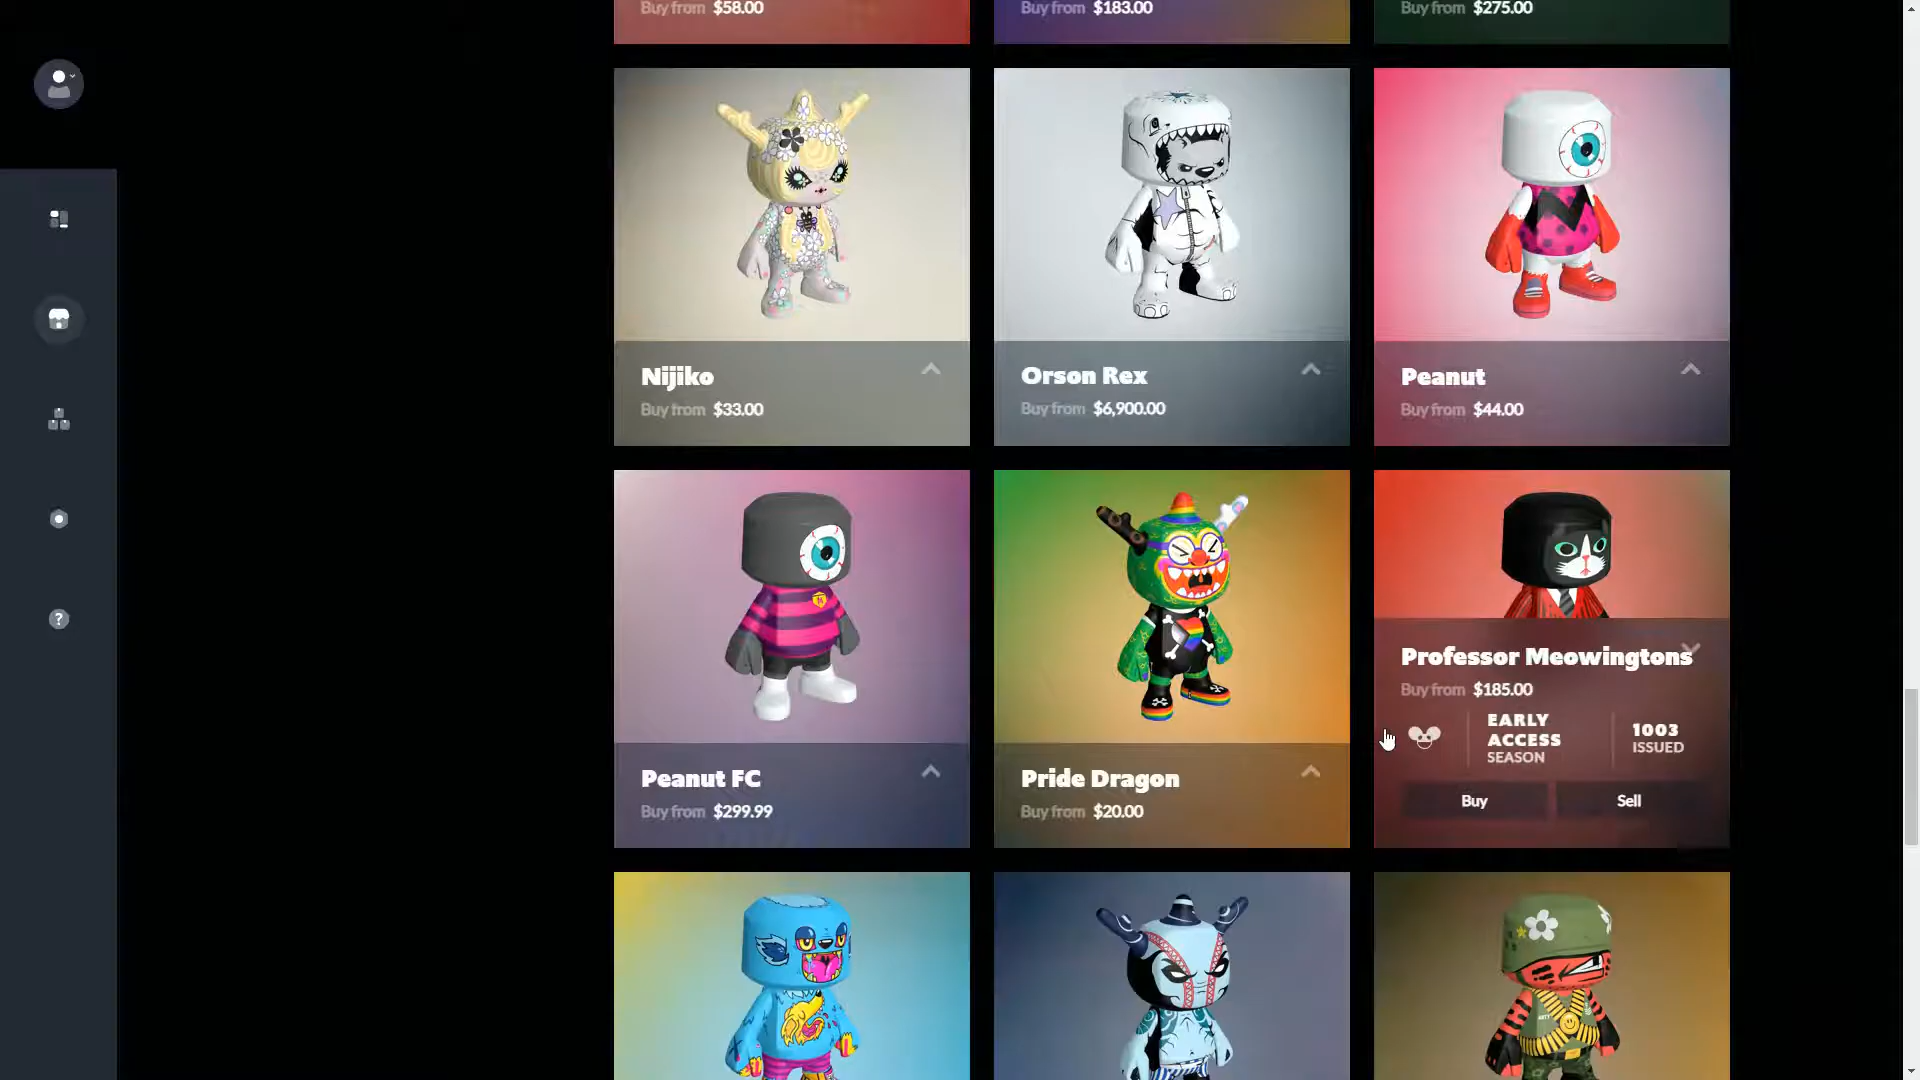 Buy from $58.00
Buy from $183.00
Buy from $275.00
Nijiko
Buy from $33.00
Orson Rex
Buy from $6,900.00
Peanut
Buy from $44.00
Peanut FC
Buy from $299.99
Pride Dragon
Buy from $20.00
Professor Meowingtons
Buy from $185.00
EARLY
ACCESS
SEASON
1003
ISSUED
Buy
Sell
?